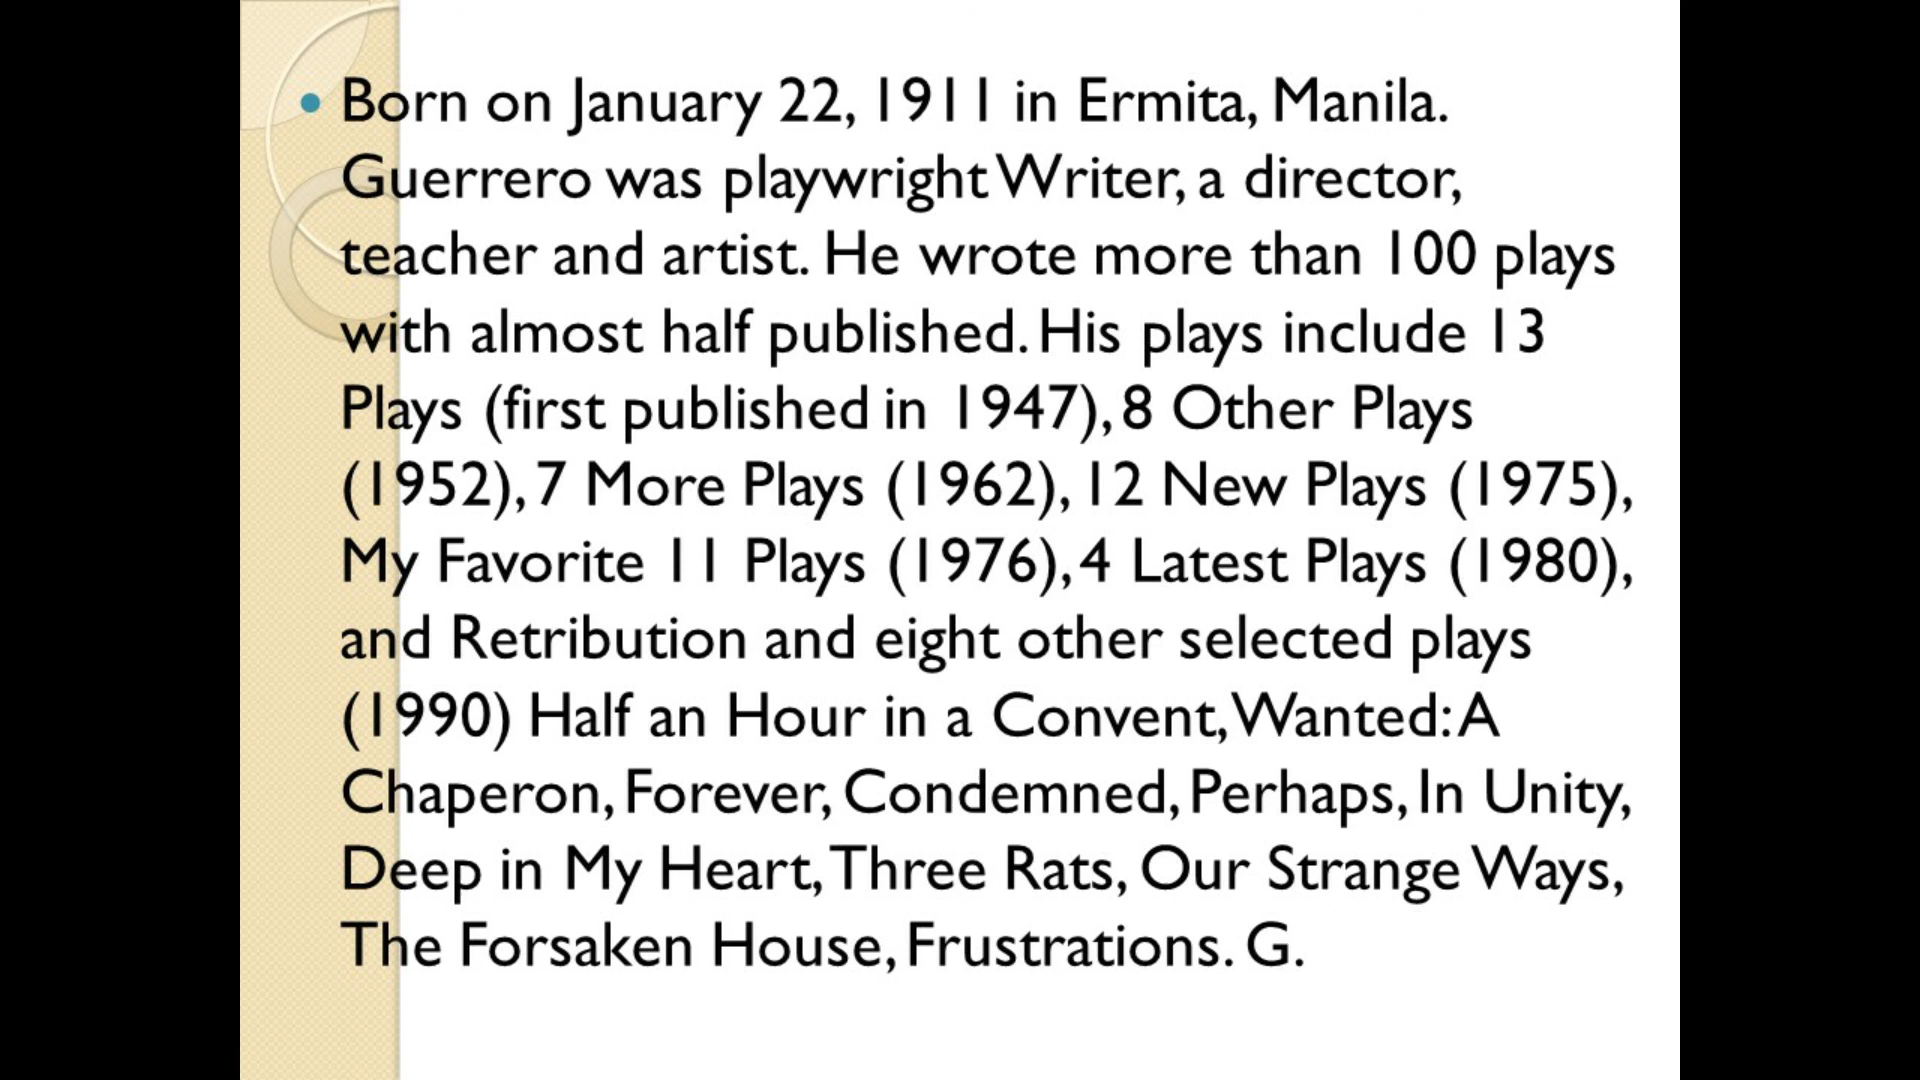 • Born on January 22, 1911 in Ermita, Manila.
Guerrero was playwright Writer, a director,
teacher and artist. He wrote more than 100 plays
with almost half published. His plays include 13
Plays (first published in 1947), 8 Other Plays
(1952), 7 More Plays (1962), 12 New Plays (1975),
My Favorite 11 Plays (1976), 4 Latest Plays (1980),
and Retribution and eight other selected plays
(1990) Half an Hour in a Convent, Wanted: A
Chaperon, Forever, Condemned, Perhaps, In Unity,
Deep in My Heart, Three Rats, Our Strange Ways,
The Forsaken House, Frustrations. G.